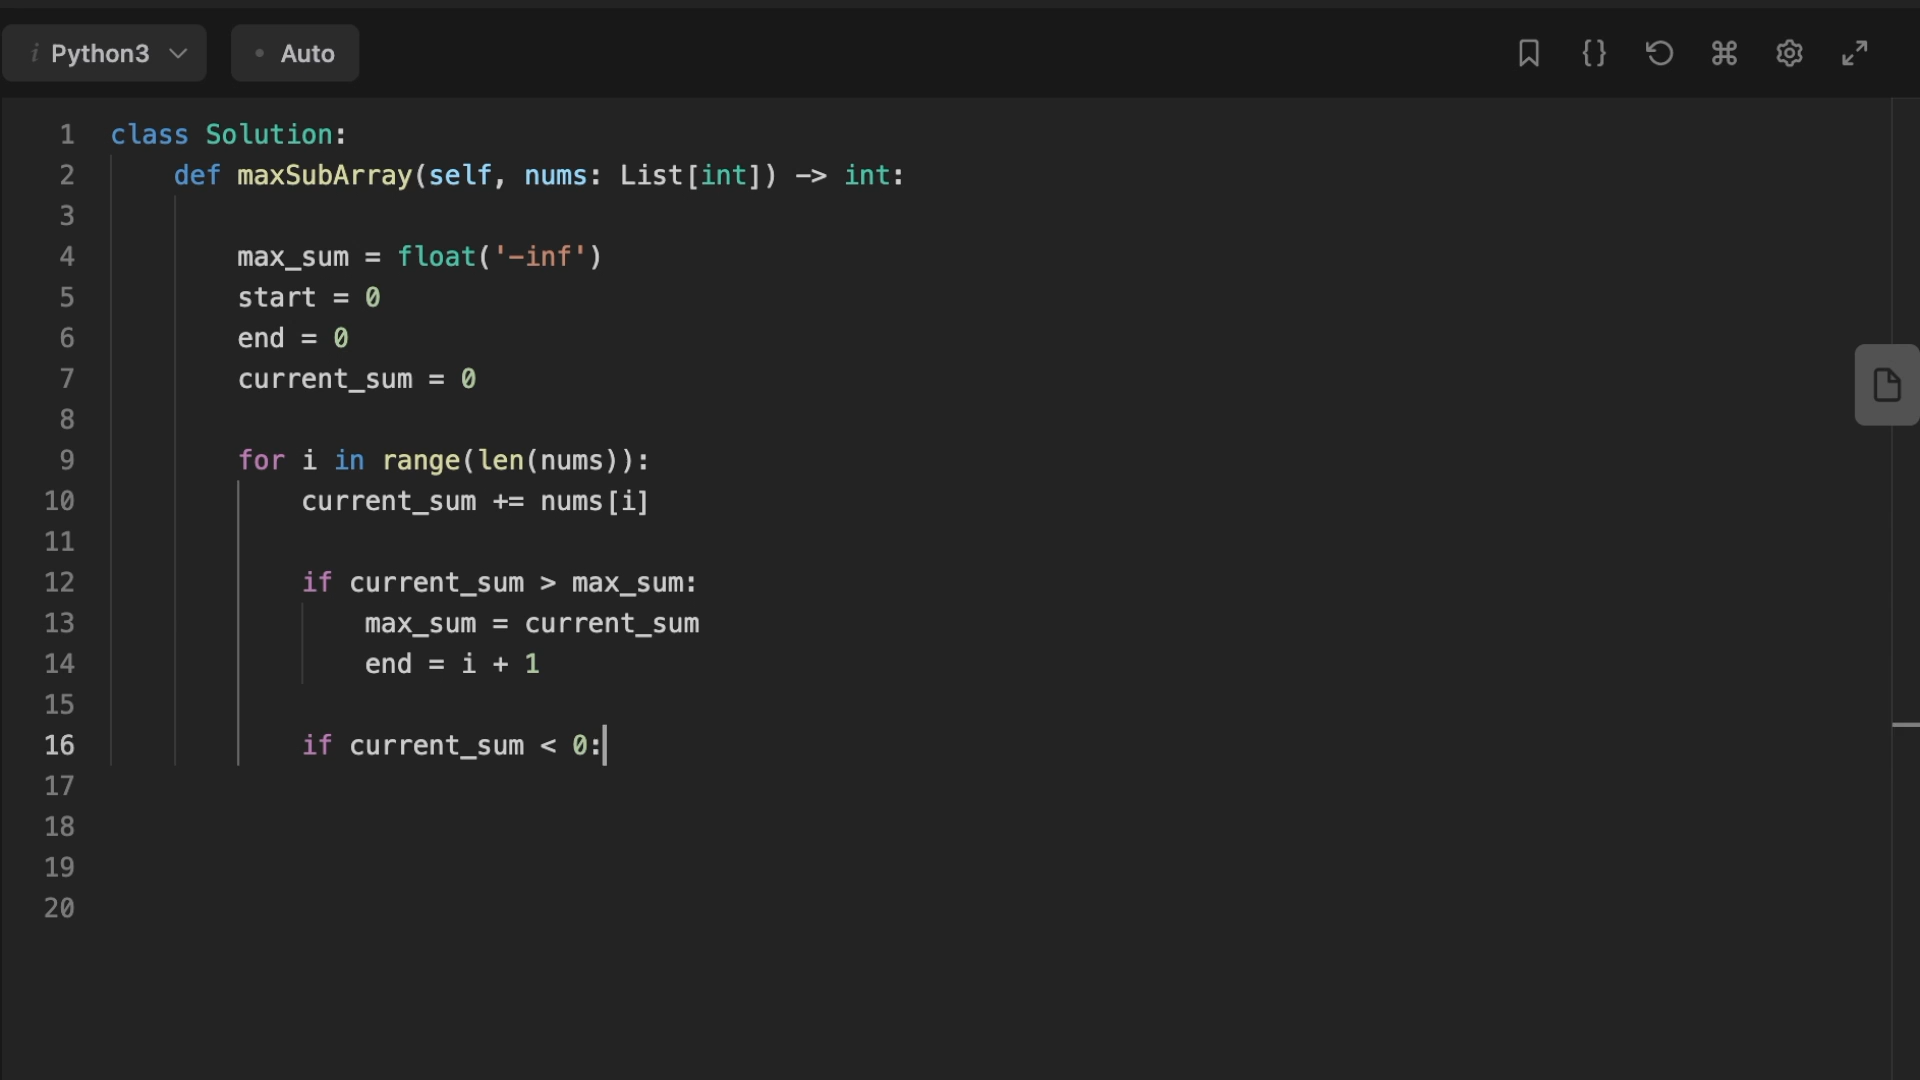 Python3
Auto
1 class Solution:
2 def maxSubArray(self, nums: List[int]) -> int:
3
4 max_sum = float('-inf')
5 start = 0
6 end = 0
7 current_sum = 0
8
9 for i in range(len(nums)):
10 current_sum += nums[i]
11
12 if current_sum > max_sum:
13 max_sum = current_sum
14 end = i + 1
15
16 if current_sum < 0:
17
18
19
20